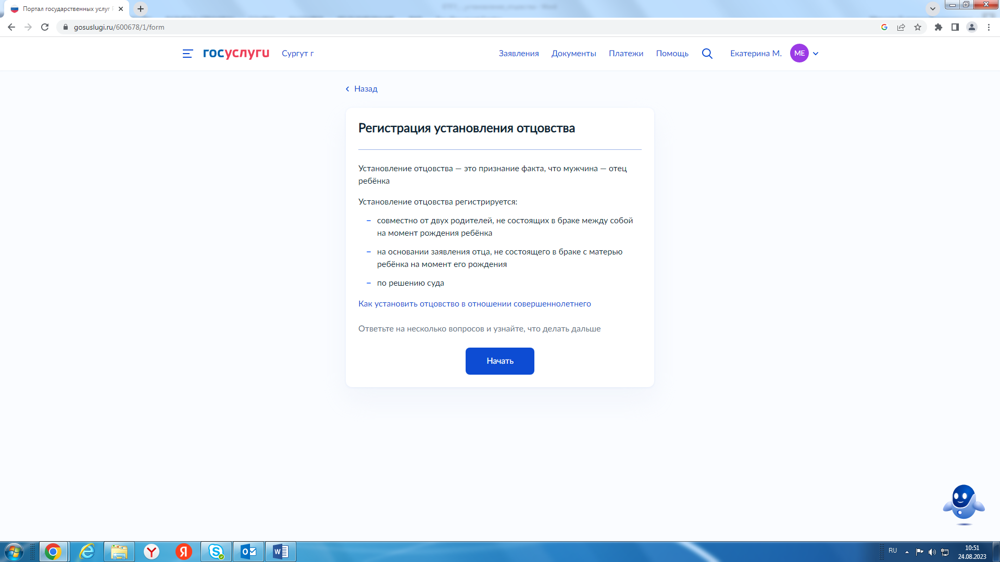 Портал государственных услуг
gosuslugi.ru/600678/1/form
госуслуги
Сургут г
Заявления
Документы
Платежи
Помощь
Екатерина М.
МЕ
Назад
Регистрация установления отцовства
Установление отцовства — это признание факта, что мужчина — отец
ребёнка
Установление отцовства регистрируется:
– совместно от двух родителей, не состоящих в браке между собой
на момент рождения ребёнка
– на основании заявления отца, не состоящего в браке с матерью
ребёнка на момент его рождения
– по решению суда
Как установить отцовство в отношении совершеннолетнего
Ответьте на несколько вопросов и узнайте, что делать дальше
Начать
RU
10:51
24.08.2023